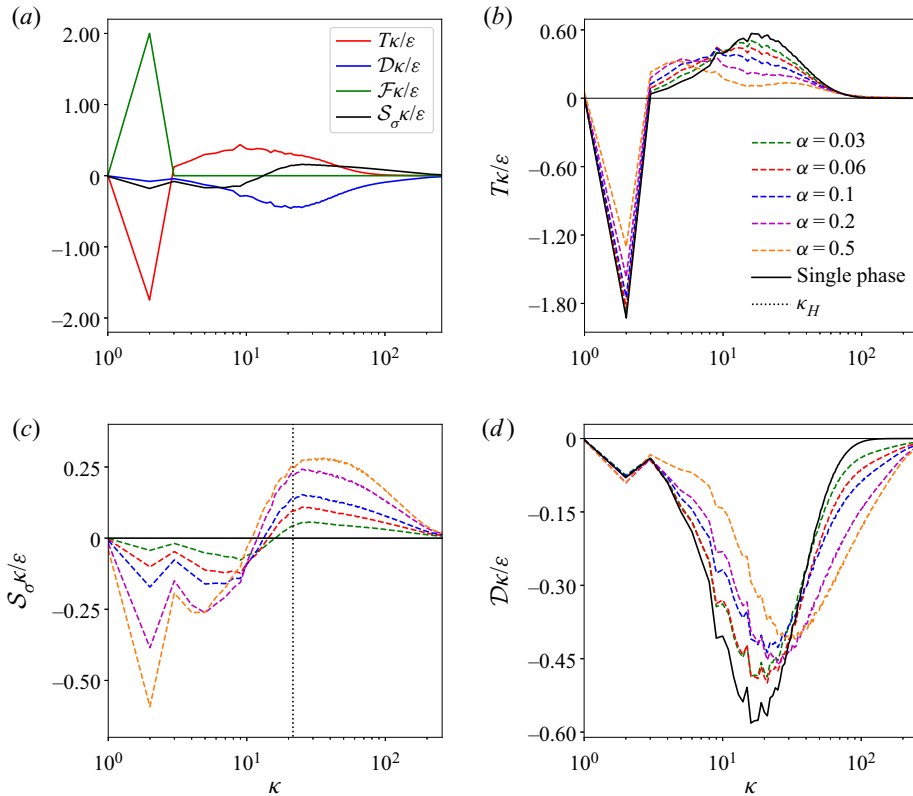 (a)
2.00
1.00
0
−1.00
−2.00
Tκ/ε
𝒟κ/ε
ℱκ/ε
𝒮σκ/ε
10⁰
10¹
10²
(b)
0.60
0
−0.60
−1.20
−1.80
Tκ/ε
α = 0.03
α = 0.06
α = 0.1
α = 0.2
α = 0.5
Single phase
κH
10⁰
10¹
10²
(c)
0.25
0
−0.25
−0.50
𝒮σκ/ε
10⁰
10¹
10²
κ
(d)
0
−0.15
−0.30
−0.45
−0.60
𝒟κ/ε
10⁰
10¹
10²
κ